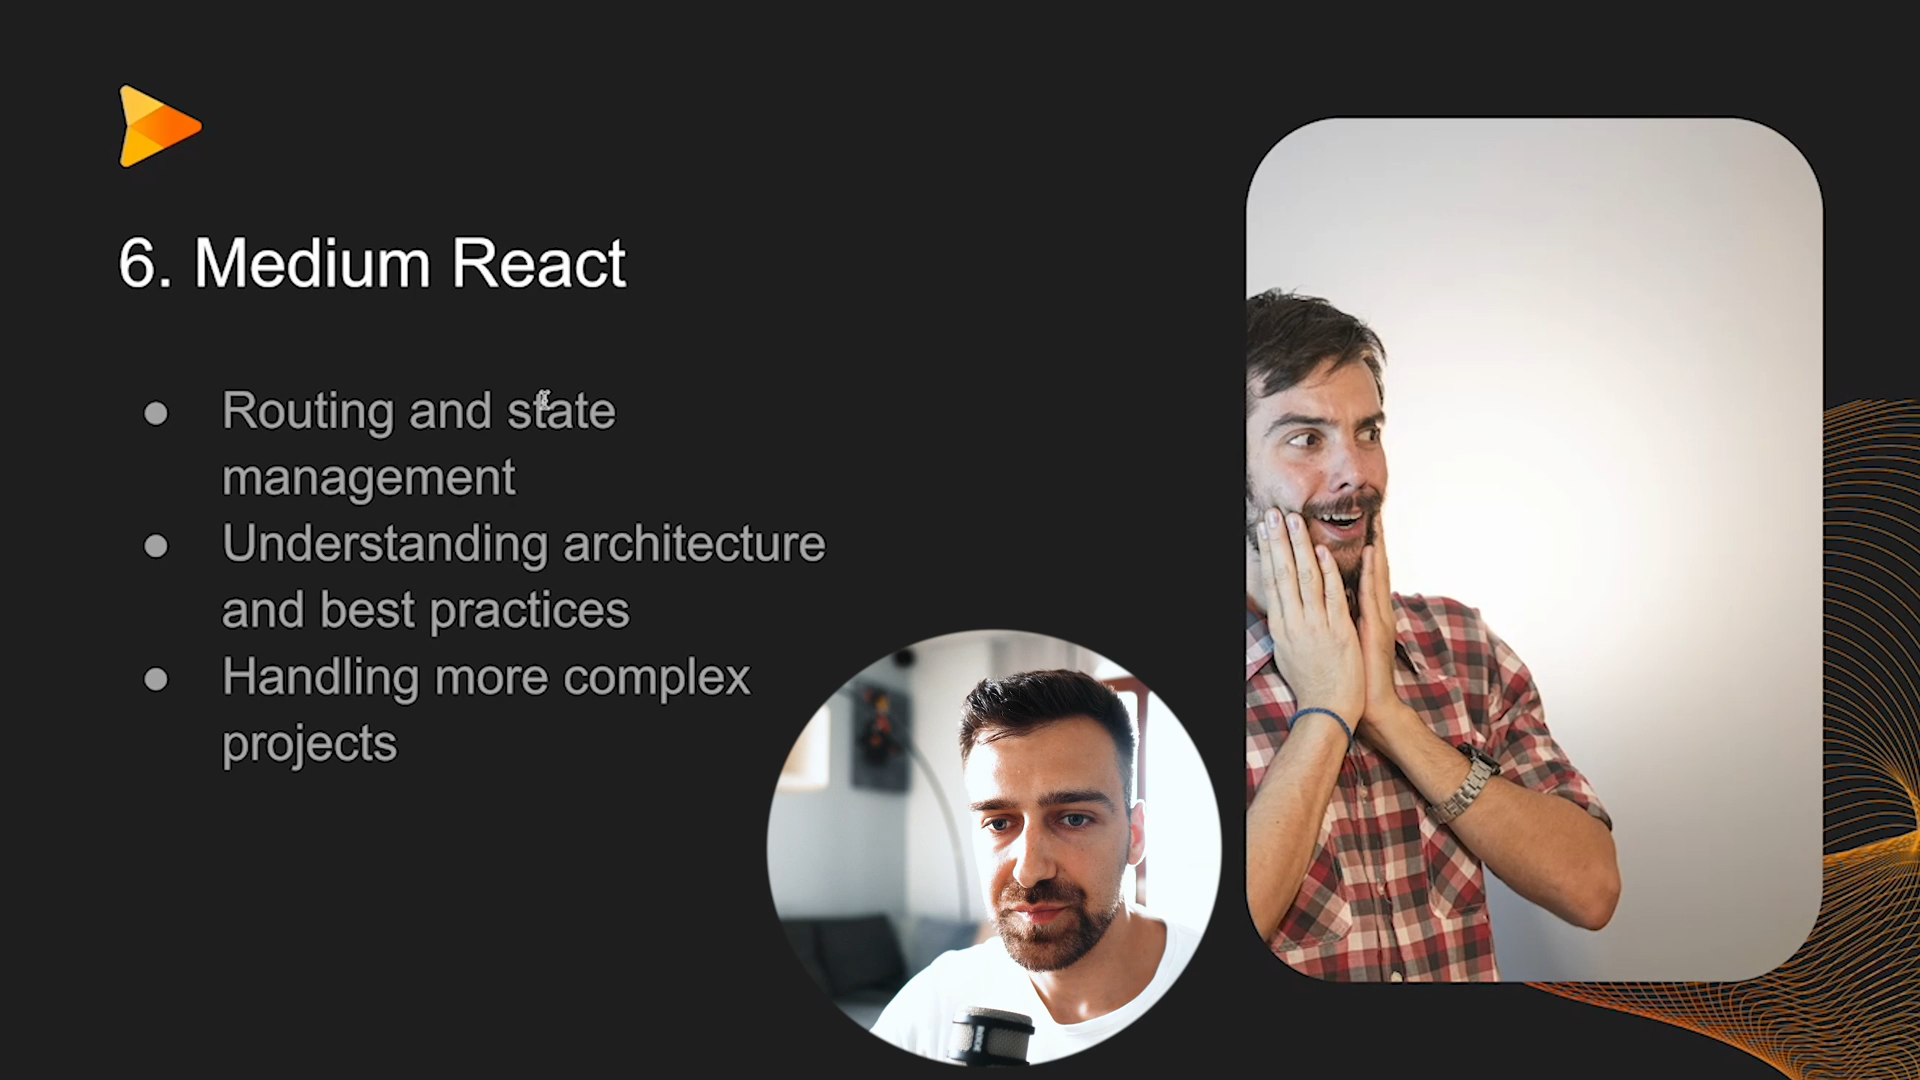 6. Medium React
● Routing and state
management
● Understanding architecture
and best practices
● Handling more complex
projects